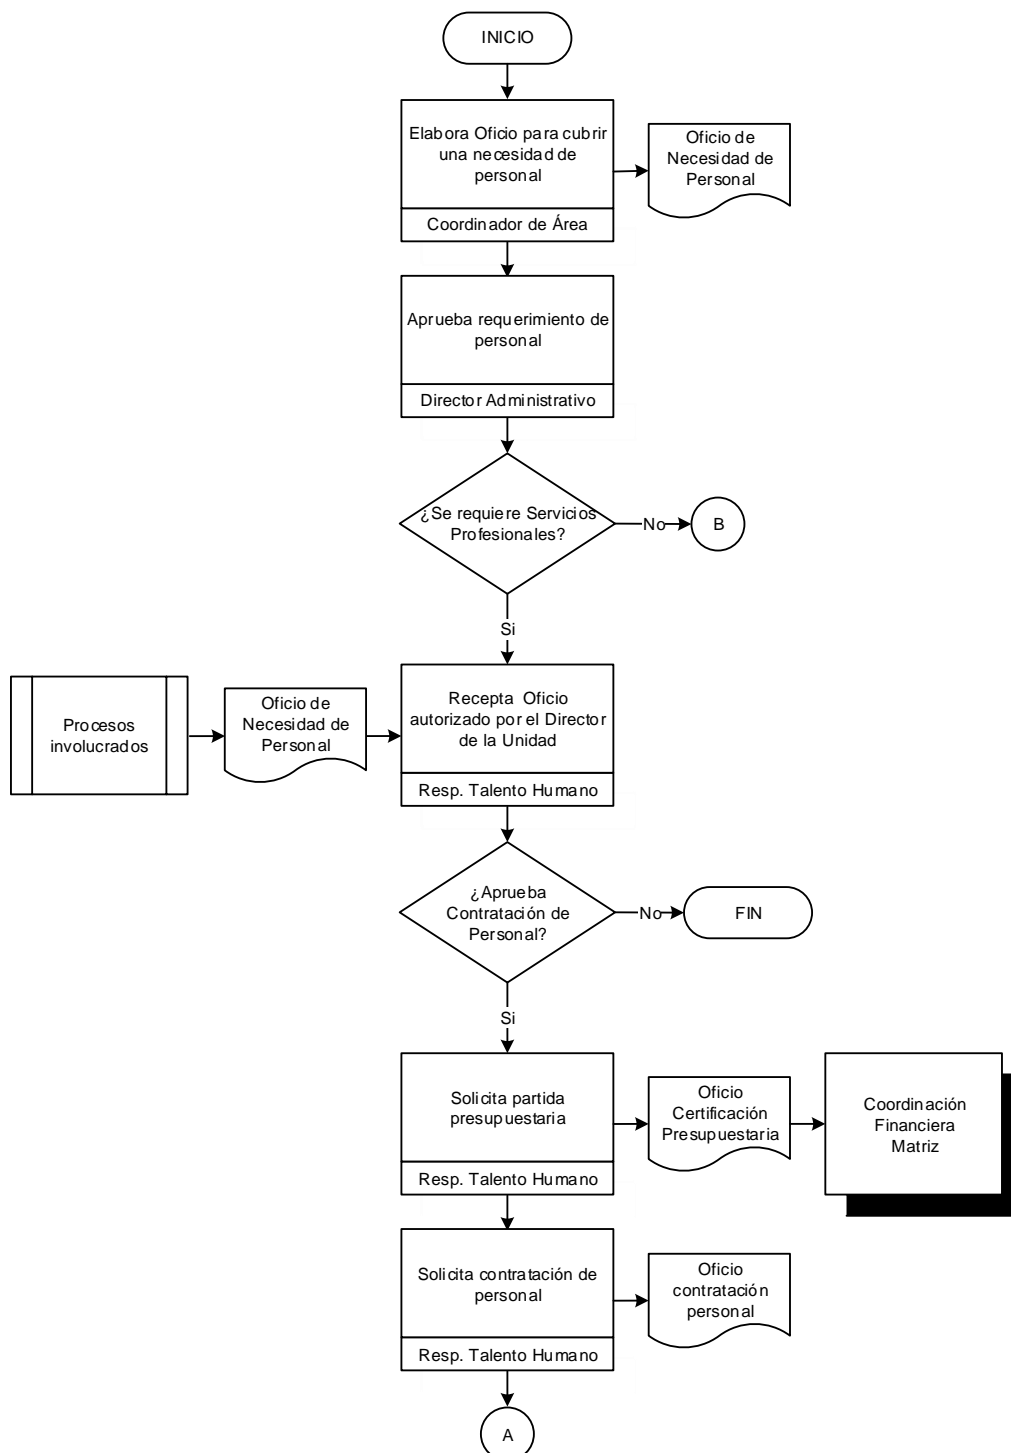 INICIO
Elabora Oficio para cubrir
una necesidad de
personal
Coordinador de Área
Oficio de
Necesidad de
Personal
Aprueba requerimiento de
personal
Director Administrativo
¿Se requiere Servicios
Profesionales?
No
B
Si
Procesos
involucrados
Oficio de
Necesidad de
Personal
Recepta Oficio
autorizado por el Director
de la Unidad
Resp. Talento Humano
¿Aprueba
Contratación de
Personal?
No
FIN
Si
Solicita partida
presupuestaria
Resp. Talento Humano
Oficio
Certificación
Presupuestaria
Coordinación
Financiera
Matriz
Solicita contratación de
personal
Resp. Talento Humano
Oficio
contratación
personal
A